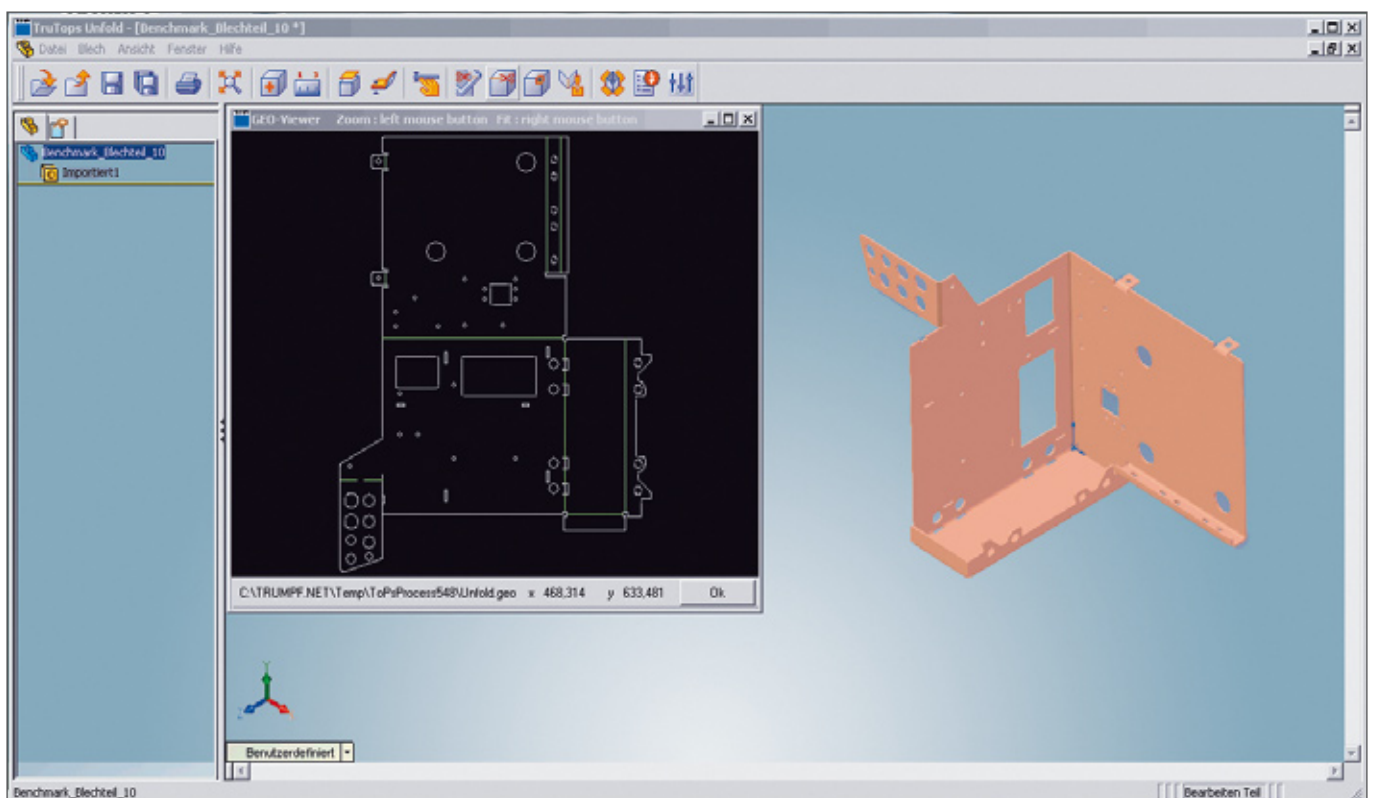 TruTops Unfold - [Benchmark_Blechteil_10 *]
Datei Blech Ansicht Fenster Hilfe
GEO-Viewer Zoom : left mouse button Fit : right mouse button
Benchmark_Blechteil_10
Importiert1
C:\TRUMPF.NET\Temp\ToPsProcess548\Unfold.geo x 468,314 y 633,481 Ok
Y
Benutzerdefiniert
Benchmark_Blechteil_10 Bearbeiten Teil